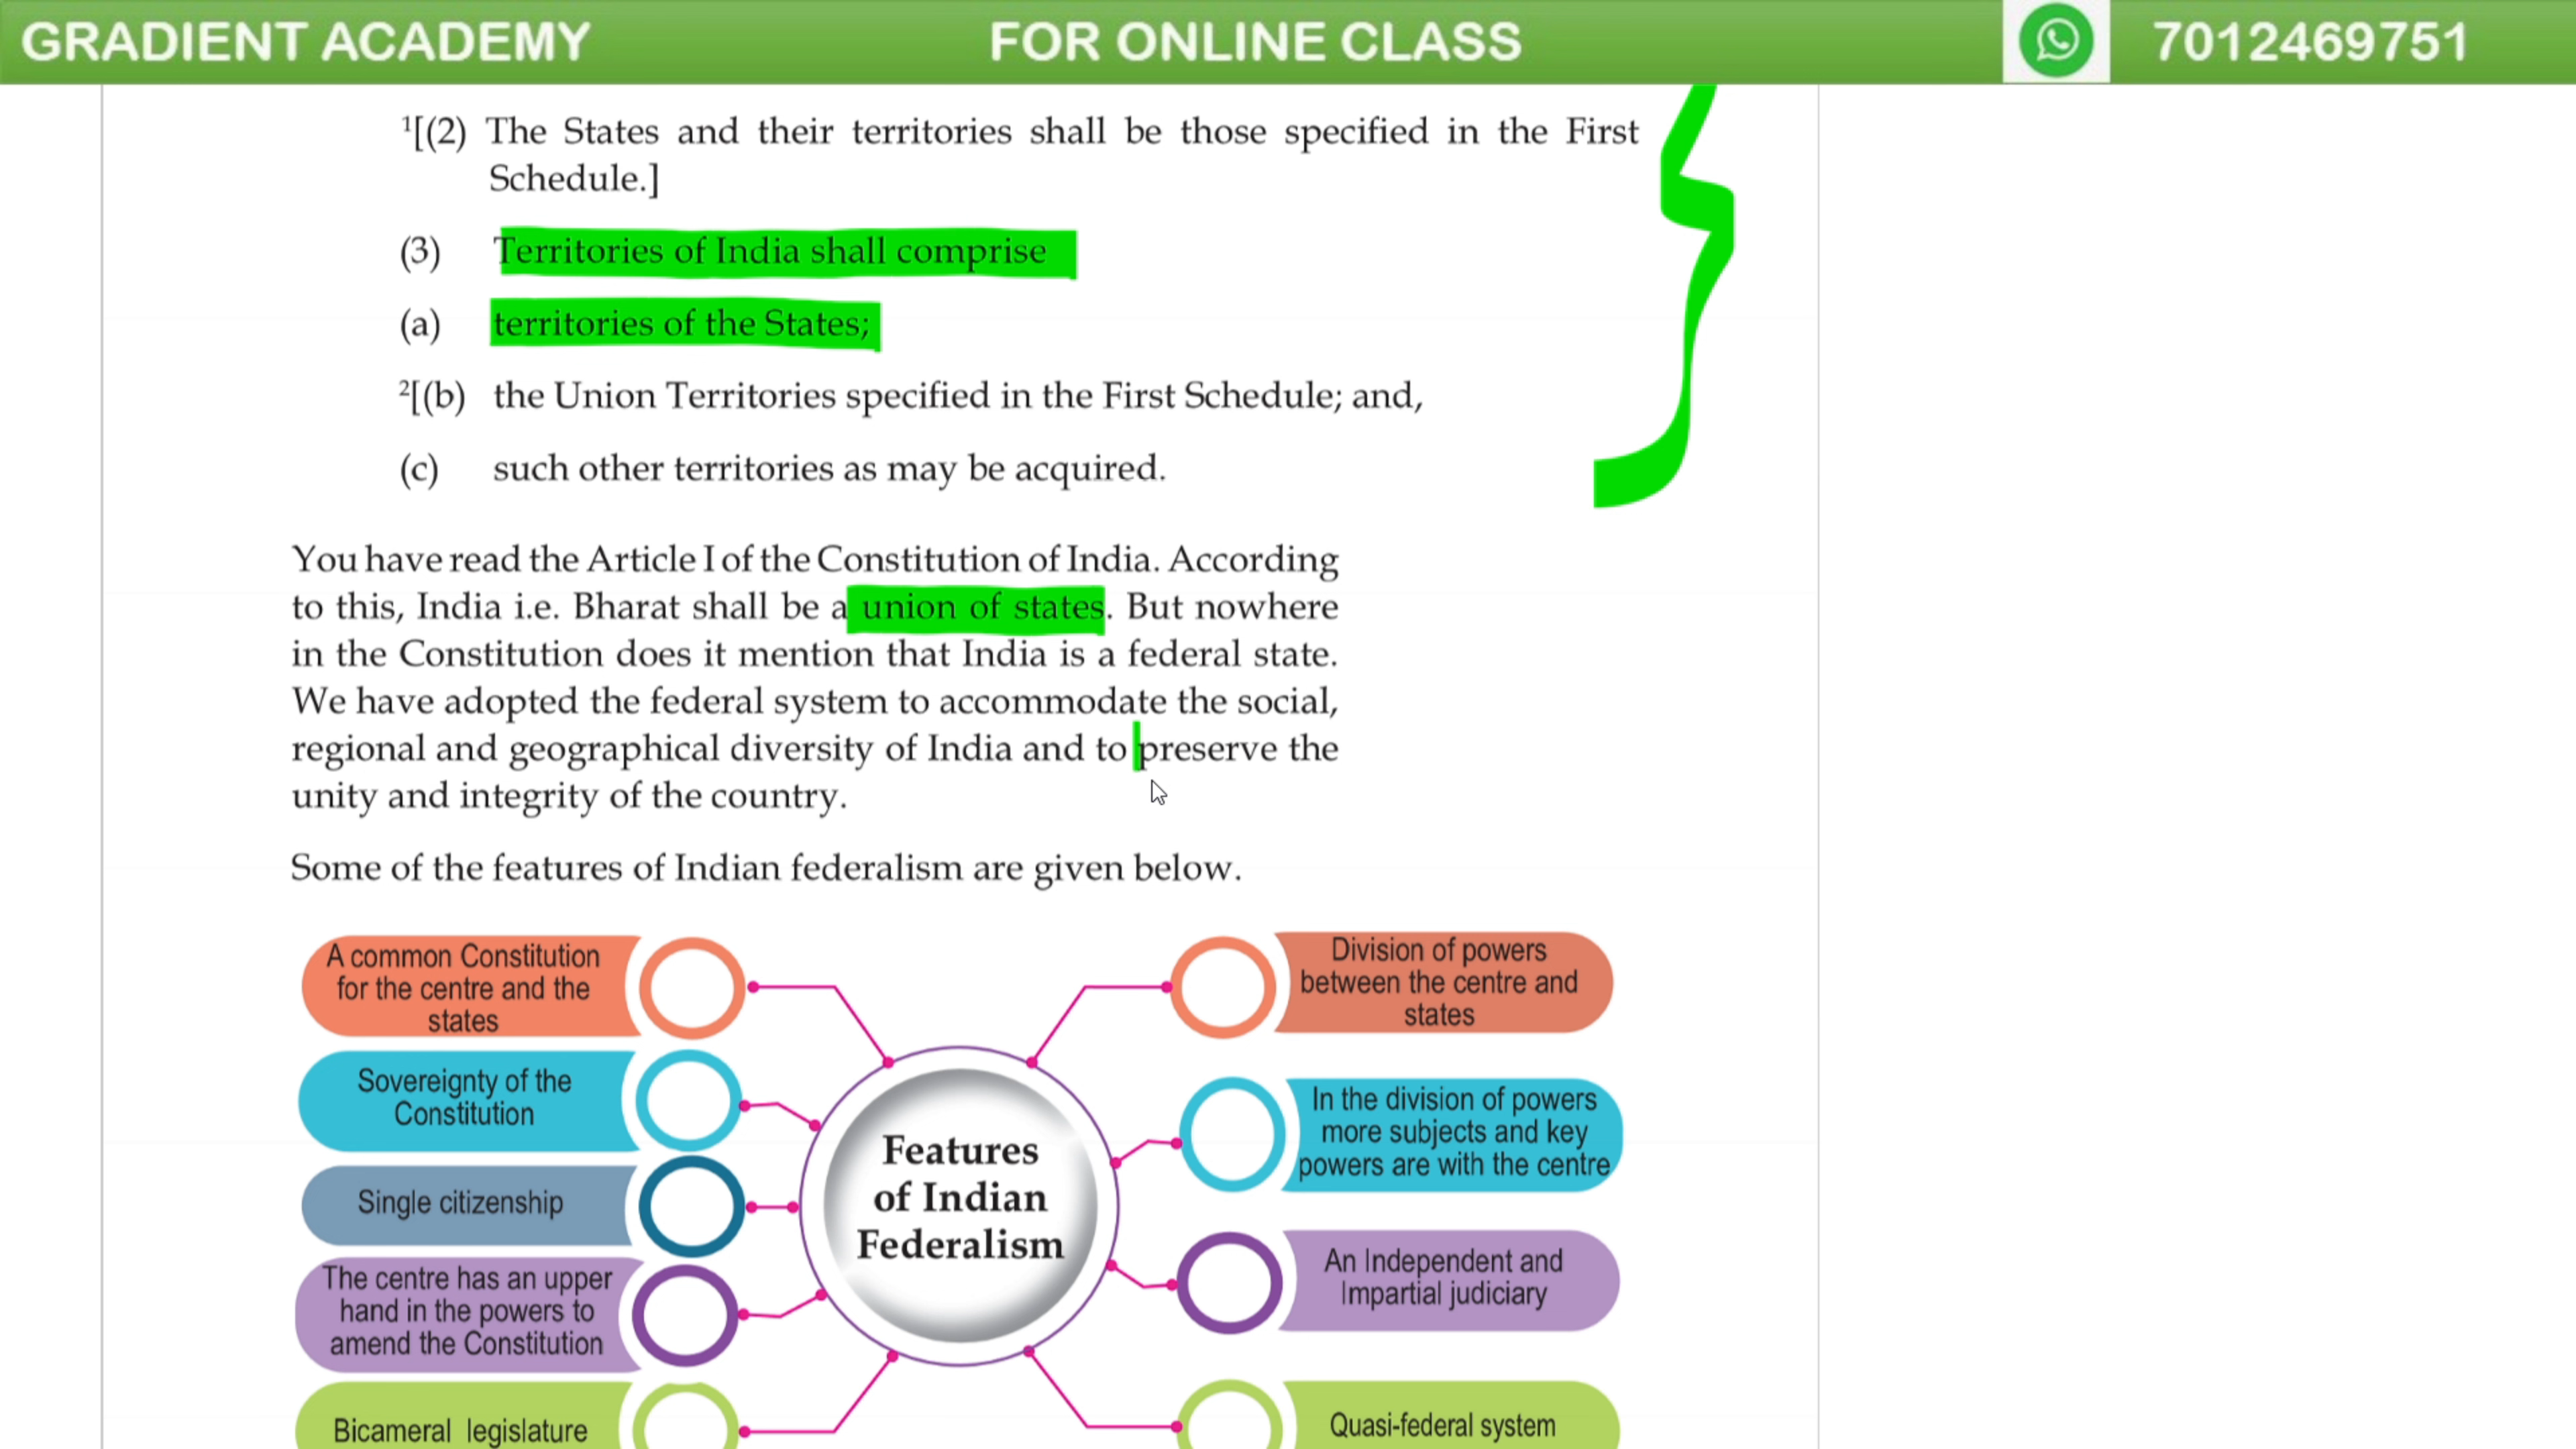 GRADIENT ACADEMY FOR ONLINE CLASS 7012469751
¹[(2) The States and their territories shall be those specified in the First
Schedule.]
(3) Territories of India shall comprise
(a) territories of the States;
²[(b) the Union Territories specified in the First Schedule; and,
(c) such other territories as may be acquired.
You have read the Article I of the Constitution of India. According
to this, India i.e. Bharat shall be a union of states. But nowhere
in the Constitution does it mention that India is a federal state.
We have adopted the federal system to accommodate the social,
regional and geographical diversity of India and to preserve the
unity and integrity of the country.
Some of the features of Indian federalism are given below.
A common Constitution
for the centre and the
states
Sovereignty of the
Constitution
Single citizenship
The centre has an upper
hand in the powers to
amend the Constitution
Bicameral legislature
Features
of Indian
Federalism
Division of powers
between the centre and
states
In the division of powers
more subjects and key
powers are with the centre
An Independent and
Impartial judiciary
Quasi-federal system